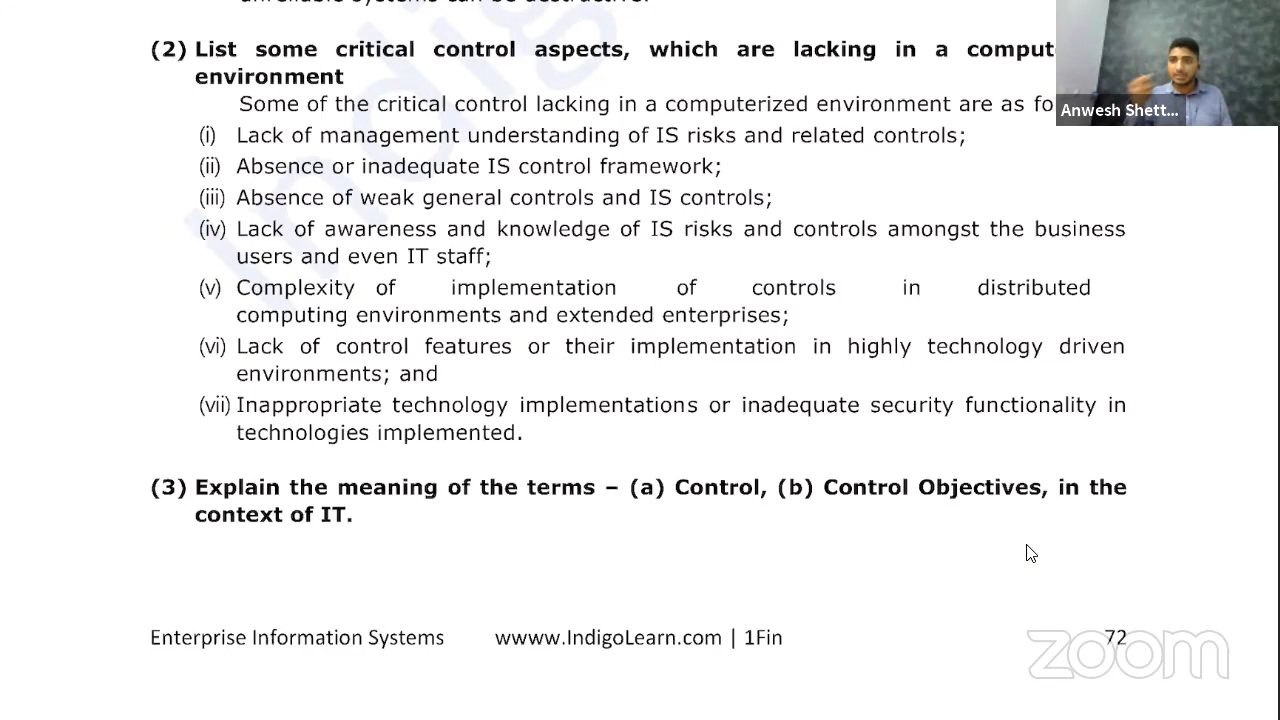 unreliable systems can be destructive.
(2) List some critical control aspects, which are lacking in a
environment
Some of the critical control lacking in a computerized environment are as
(i) Lack of management understanding of IS risks and related controls;
(ii) Absence or inadequate IS control framework;
(iii) Absence of weak general controls and IS controls;
(iv) Lack of awareness and knowledge of IS risks and controls amongst the business
users and even IT staff;
(v) Complexity of implementation of controls in distributed
computing environments and extended enterprises;
(vi) Lack of control features or their implementation in highly technology driven
environments; and
(vii) Inappropriate technology implementations or inadequate security functionality in
technologies implemented.
(3) Explain the meaning of the terms – (a) Control, (b) Control Objectives, in the
context of IT.
Enterprise Information Systems wwww.IndigoLearn.com | 1Fin 72
Anwesh Shett...
zoom